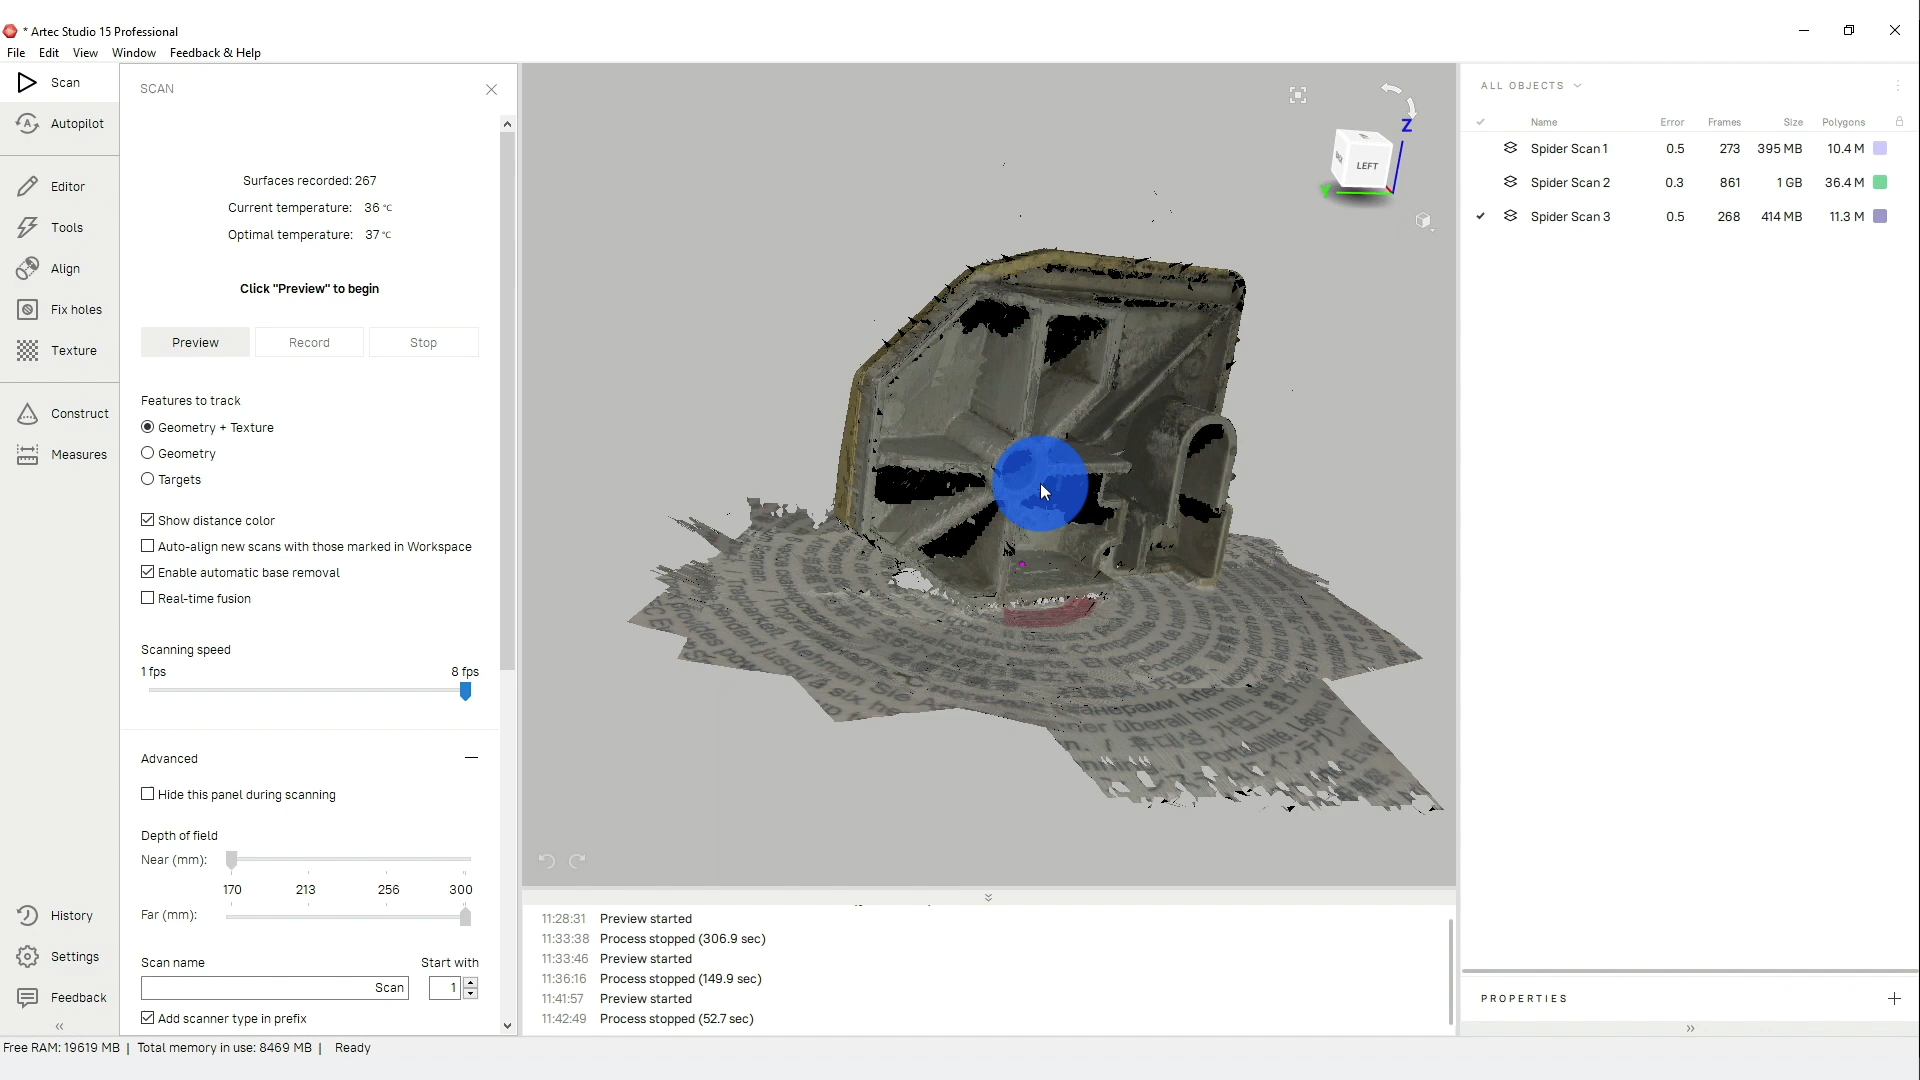 * Artec Studio 15 Professional
File Edit View Window Feedback & Help
Scan
Autopilot
Editor
Tools
Align
Fix holes
Texture
Construct
Measures
History
Settings
Feedback
SCAN
Surfaces recorded: 267
Current temperature: 36 °C
Optimal temperature: 37 °C
Click "Preview" to begin
Preview Record Stop
Features to track
Geometry + Texture
Geometry
Targets
Show distance color
Auto-align new scans with those marked in Workspace
Enable automatic base removal
Real-time fusion
Scanning speed
1 fps 8 fps
Advanced
Hide this panel during scanning
Depth of field
Near (mm):
170 213 256 300
Far (mm):
Scan name Start with
Scan 1
Add scanner type in prefix
Z
LEFT
BACK
Y
11:28:31 Preview started
11:33:38 Process stopped (306.9 sec)
11:33:46 Preview started
11:36:16 Process stopped (149.9 sec)
11:41:57 Preview started
11:42:49 Process stopped (52.7 sec)
ALL OBJECTS
Name Error Frames Size Polygons
Spider Scan 1 0.5 273 395 MB 10.4 M
Spider Scan 2 0.3 861 1 GB 36.4 M
Spider Scan 3 0.5 268 414 MB 11.3 M
PROPERTIES
Free RAM: 19619 MB | Total memory in use: 8469 MB | Ready